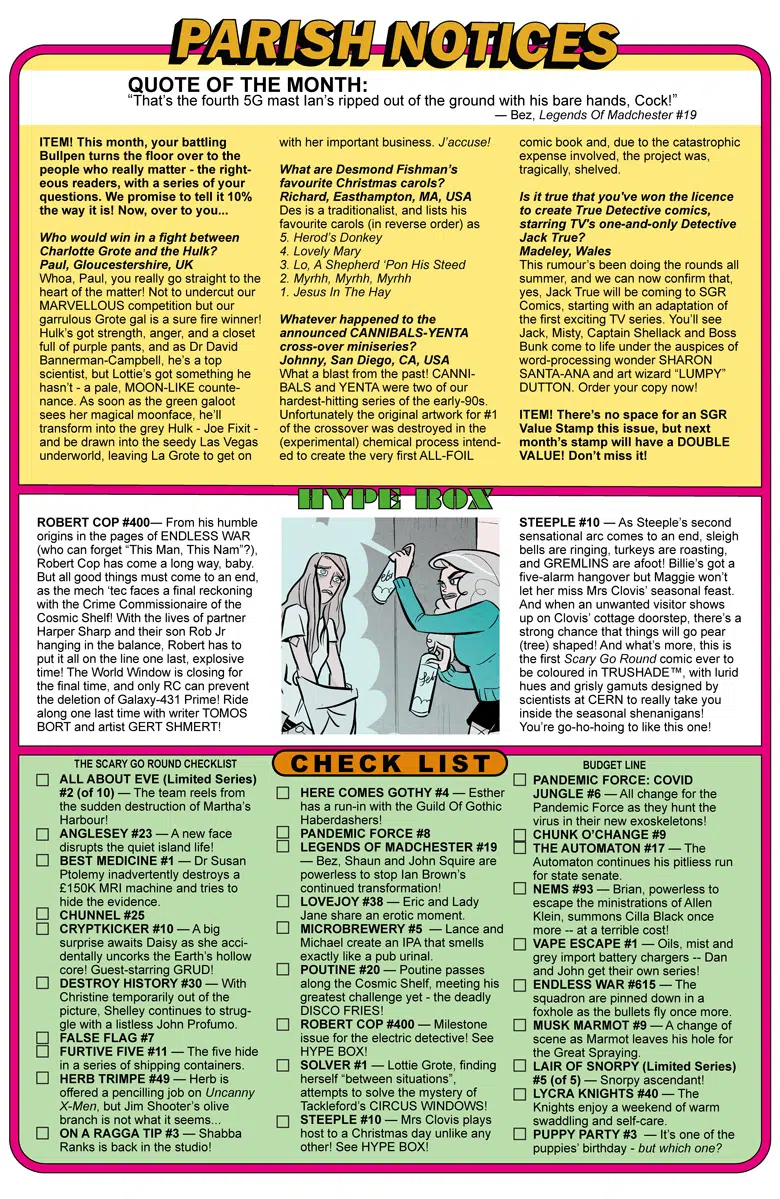 PARISH NOTICES
QUOTE OF THE MONTH:
“That’s the fourth 5G mast Ian’s ripped out of the ground with his bare hands, Cock!”
— Bez, Legends Of Madchester #19
ITEM! This month, your battling
Bullpen turns the floor over to the
people who really matter - the right-
eous readers, with a series of your
questions. We promise to tell it 10%
the way it is! Now, over to you...
Who would win in a fight between
Charlotte Grote and the Hulk?
Paul, Gloucestershire, UK
Whoa, Paul, you really go straight to the
heart of the matter! Not to undercut our
MARVELLOUS competition but our
garrulous Grote gal is a sure fire winner!
Hulk’s got strength, anger, and a closet
full of purple pants, and as Dr David
Bannerman-Campbell, he’s a top
scientist, but Lottie’s got something he
hasn’t - a pale, MOON-LIKE counte-
nance. As soon as the green galoot
sees her magical moonface, he’ll
transform into the grey Hulk - Joe Fixit -
and be drawn into the seedy Las Vegas
underworld, leaving La Grote to get on
with her important business. J’accuse!
What are Desmond Fishman’s
favourite Christmas carols?
Richard, Easthampton, MA, USA
Des is a traditionalist, and lists his
favourite carols (in reverse order) as
5. Herod’s Donkey
4. Lovely Mary
3. Lo, A Shepherd ‘Pon His Steed
2. Myrhh, Myrhh, Myrhh
1. Jesus In The Hay
Whatever happened to the
announced CANNIBALS-YENTA
cross-over miniseries?
Johnny, San Diego, CA, USA
What a blast from the past! CANNI-
BALS and YENTA were two of our
hardest-hitting series of the early-90s.
Unfortunately the original artwork for #1
of the crossover was destroyed in the
(experimental) chemical process intend-
ed to create the very first ALL-FOIL
comic book and, due to the catastrophic
expense involved, the project was,
tragically, shelved.
Is it true that you've won the licence
to create True Detective comics,
starring TV's one-and-only Detective
Jack True?
Madeley, Wales
This rumour’s been doing the rounds all
summer, and we can now confirm that,
yes, Jack True will be coming to SGR
Comics, starting with an adaptation of
the first exciting TV series. You’ll see
Jack, Misty, Captain Shellack and Boss
Bunk come to life under the auspices of
word-processing wonder SHARON
SANTA-ANA and art wizard “LUMPY”
DUTTON. Order your copy now!
ITEM! There’s no space for an SGR
Value Stamp this issue, but next
month’s stamp will have a DOUBLE
VALUE! Don’t miss it!
HYPE BOX
ROBERT COP #400— From his humble
origins in the pages of ENDLESS WAR
(who can forget “This Man, This Nam”?),
Robert Cop has come a long way, baby.
But all good things must come to an end,
as the mech ‘tec faces a final reckoning
with the Crime Commissionaire of the
Cosmic Shelf! With the lives of partner
Harper Sharp and their son Rob Jr
hanging in the balance, Robert has to
put it all on the line one last, explosive
time! The World Window is closing for
the final time, and only RC can prevent
the deletion of Galaxy-431 Prime! Ride
along one last time with writer TOMOS
BORT and artist GERT SHMERT!
STEEPLE #10 — As Steeple’s second
sensational arc comes to an end, sleigh
bells are ringing, turkeys are roasting,
and GREMLINS are afoot! Billie’s got a
five-alarm hangover but Maggie won’t
let her miss Mrs Clovis’ seasonal feast.
And when an unwanted visitor shows
up on Clovis’ cottage doorstep, there’s a
strong chance that things will go pear
(tree) shaped! And what’s more, this is
the first Scary Go Round comic ever to
be coloured in TRUSHADE™, with lurid
hues and grisly gamuts designed by
scientists at CERN to really take you
inside the seasonal shenanigans!
You’re go-ho-hoing to like this one!
CHECK LIST
THE SCARY GO ROUND CHECKLIST
ALL ABOUT EVE (Limited Series)
#2 (of 10) — The team reels from
the sudden destruction of Martha’s
Harbour!
ANGLESEY #23 — A new face
disrupts the quiet island life!
BEST MEDICINE #1 — Dr Susan
Ptolemy inadvertently destroys a
£150K MRI machine and tries to
hide the evidence.
CHUNNEL #25
CRYPTKICKER #10 — A big
surprise awaits Daisy as she acci-
dentally uncorks the Earth’s hollow
core! Guest-starring GRUD!
DESTROY HISTORY #30 — With
Christine temporarily out of the
picture, Shelley continues to strug-
gle with a listless John Profumo.
FALSE FLAG #7
FURTIVE FIVE #11 — The five hide
in a series of shipping containers.
HERB TRIMPE #49 — Herb is
offered a pencilling job on Uncanny
X-Men, but Jim Shooter’s olive
branch is not what it seems...
ON A RAGGA TIP #3 — Shabba
Ranks is back in the studio!
HERE COMES GOTHY #4 — Esther
has a run-in with the Guild Of Gothic
Haberdashers!
PANDEMIC FORCE #8
LEGENDS OF MADCHESTER #19
— Bez, Shaun and John Squire are
powerless to stop Ian Brown’s
continued transformation!
LOVEJOY #38 — Eric and Lady
Jane share an erotic moment.
MICROBREWERY #5 — Lance and
Michael create an IPA that smells
exactly like a pub urinal.
POUTINE #20 — Poutine passes
along the Cosmic Shelf, meeting his
greatest challenge yet - the deadly
DISCO FRIES!
ROBERT COP #400 — Milestone
issue for the electric detective! See
HYPE BOX!
SOLVER #1 — Lottie Grote, finding
herself “between situations”,
attempts to solve the mystery of
Tackleford’s CIRCUS WINDOWS!
STEEPLE #10 — Mrs Clovis plays
host to a Christmas day unlike any
other! See HYPE BOX!
BUDGET LINE
PANDEMIC FORCE: COVID
JUNGLE #6 — All change for the
Pandemic Force as they hunt the
virus in their new exoskeletons!
CHUNK O’CHANGE #9
THE AUTOMATON #17 — The
Automaton continues his pitliess run
for state senate.
NEMS #93 — Brian, powerless to
escape the ministrations of Allen
Klein, summons Cilla Black once
more -- at a terrible cost!
VAPE ESCAPE #1 — Oils, mist and
grey import battery chargers -- Dan
and John get their own series!
ENDLESS WAR #615 — The
squadron are pinned down in a
foxhole as the bullets fly once more.
MUSK MARMOT #9 — A change of
scene as Marmot leaves his hole for
the Great Spraying.
LAIR OF SNORPY (Limited Series)
#5 (of 5) — Snorpy ascendant!
LYCRA KNIGHTS #40 — The
Knights enjoy a weekend of warm
swaddling and self-care.
PUPPY PARTY #3 — It’s one of the
puppies’ birthday - but which one?